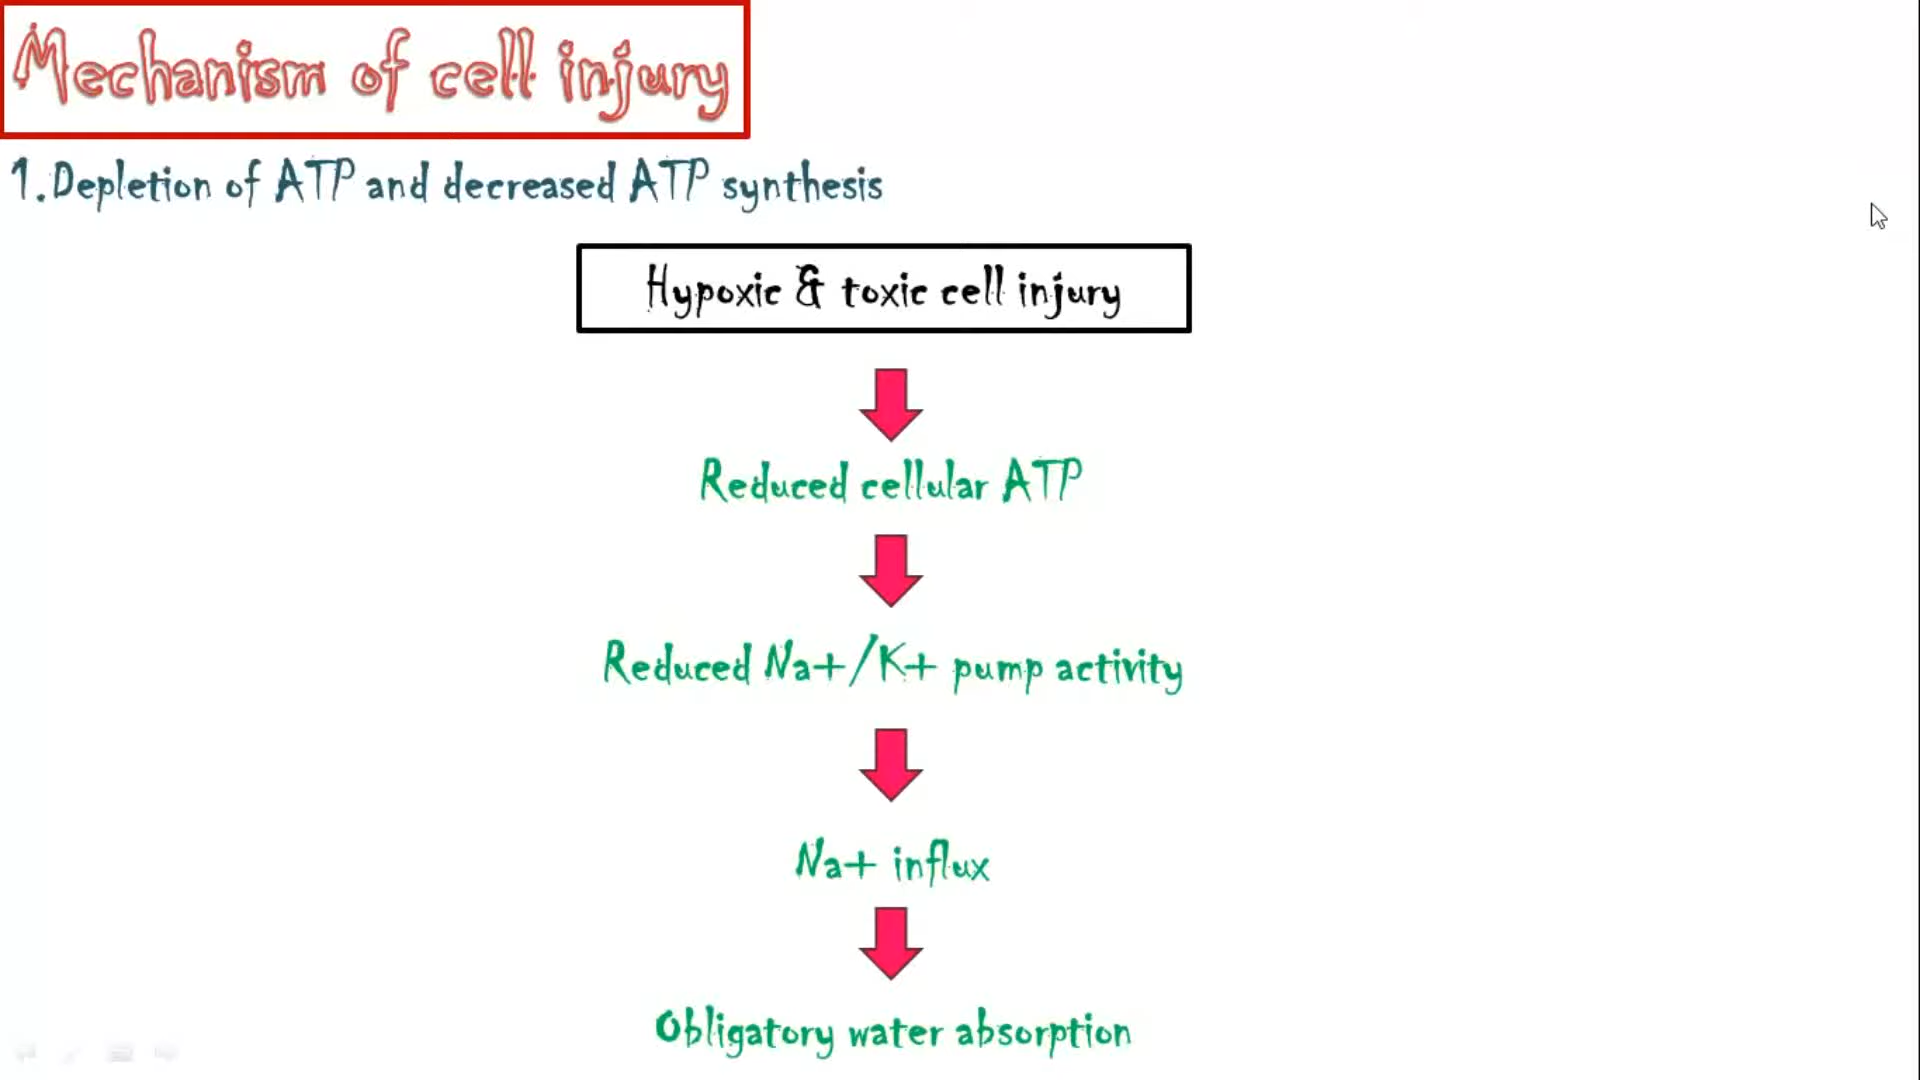 Mechanism of cell injury
1.Depletion of ATP and decreased ATP synthesis
Hypoxic & toxic cell injury
Reduced cellular ATP
Reduced Na+/K+ pump activity
Na+ influx
Obligatory water absorption